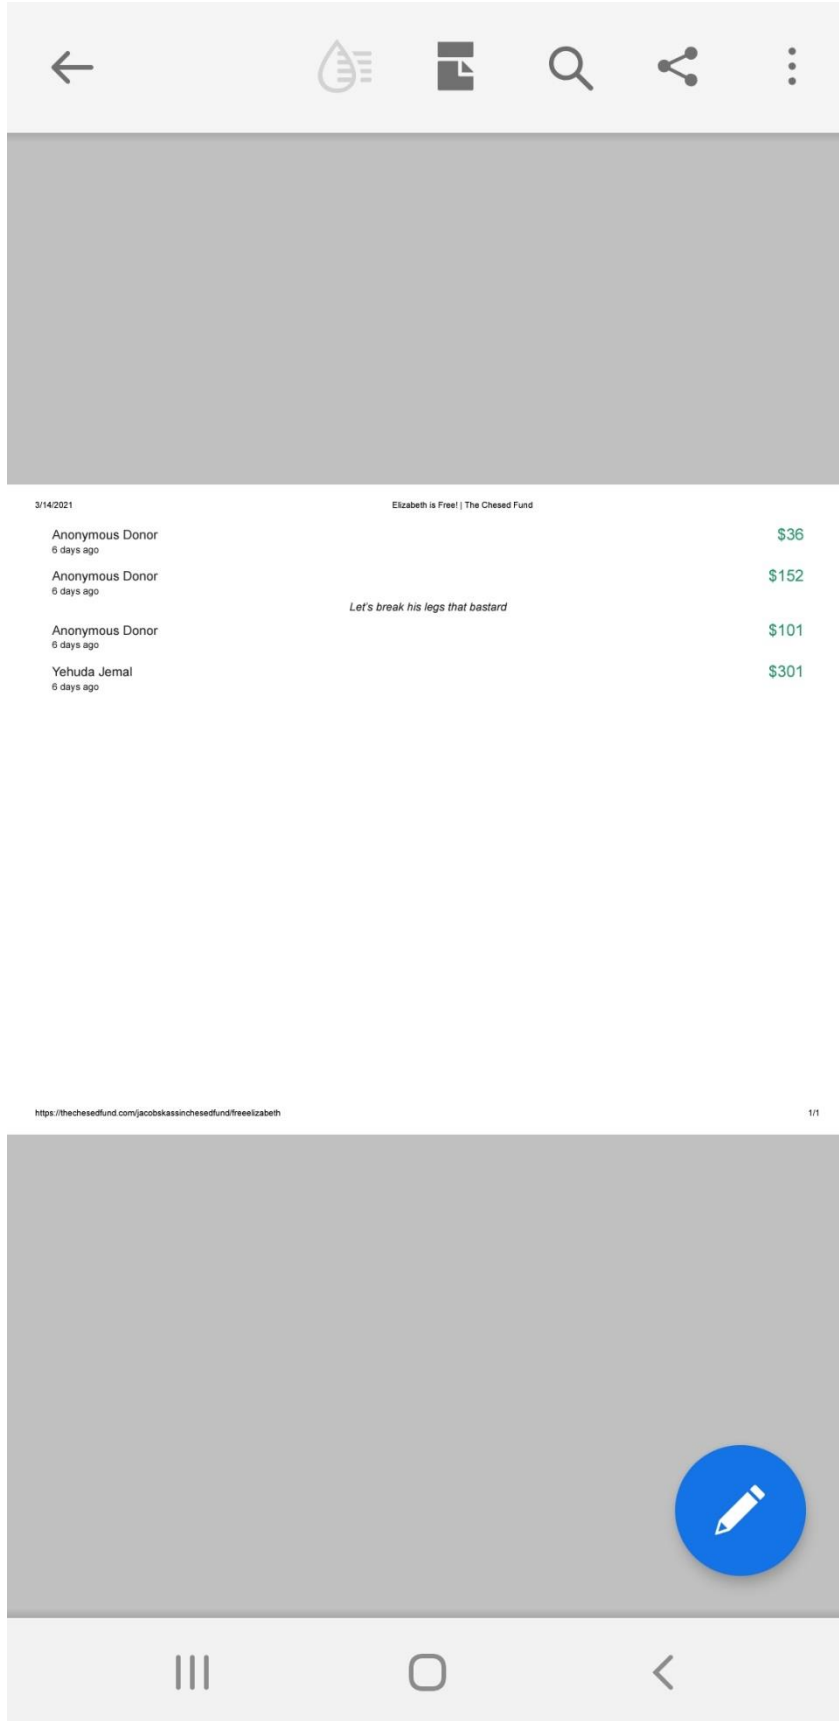 3/14/2021 Elizabeth is Free! | The Chesed Fund
Anonymous Donor $36
6 days ago
Anonymous Donor $152
6 days ago
Let's break his legs that bastard
Anonymous Donor $101
6 days ago
Yehuda Jemal $301
6 days ago
https://thechesedfund.com/jacobskassinchesedfund/freeelizabeth 1/1